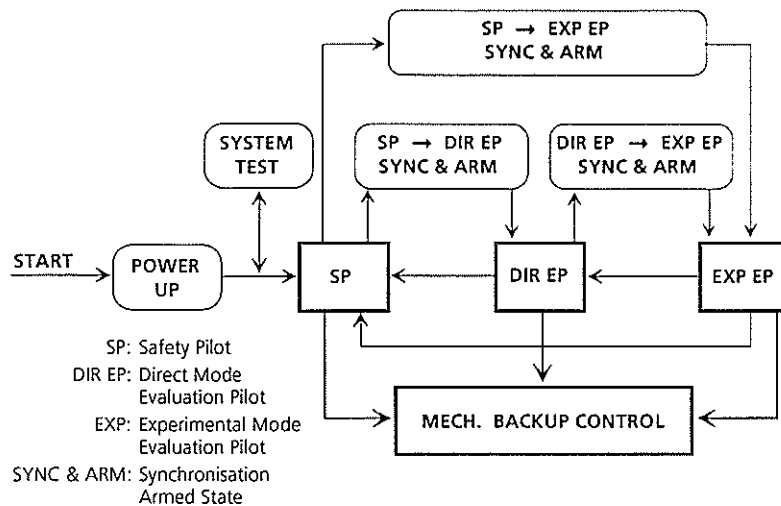 SP → EXP EP
SYNC & ARM
SYSTEM
TEST
SP → DIR EP
SYNC & ARM
DIR EP → EXP EP
SYNC & ARM
START
POWER
UP
SP
DIR EP
EXP EP
MECH. BACKUP CONTROL
SP: Safety Pilot
DIR EP: Direct Mode
Evaluation Pilot
EXP: Experimental Mode
Evaluation Pilot
SYNC & ARM: Synchronisation
Armed State